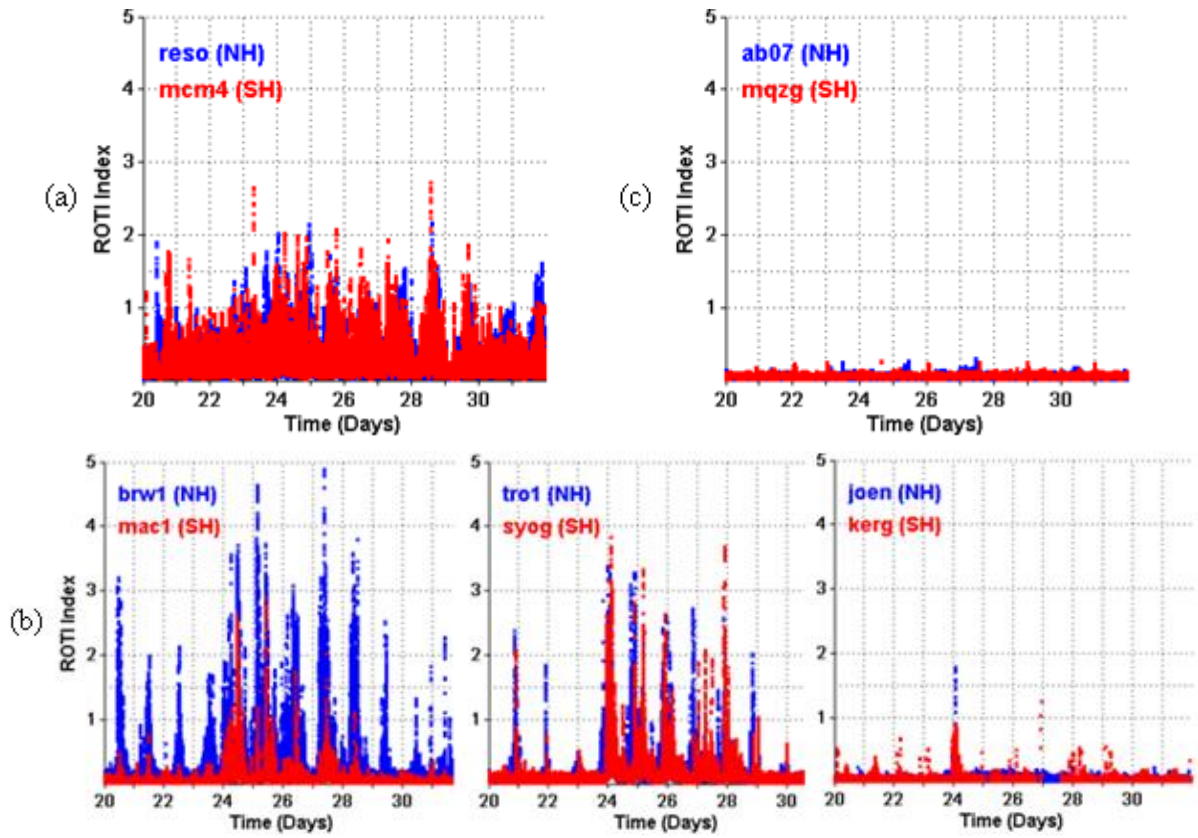 5
4
3
2
1
ROTI Index
reso (NH)
mcm4 (SH)
(a)
20 22 24 26 28 30
Time (Days)
5
4
3
2
1
ROTI Index
ab07 (NH)
mqzg (SH)
(c)
20 22 24 26 28 30
Time (Days)
5
4
3
2
1
ROTI Index
brw1 (NH)
mac1 (SH)
(b)
20 22 24 26 28 30
Time (Days)
5
4
3
2
1
tro1 (NH)
syog (SH)
20 22 24 26 28 30
Time (Days)
5
4
3
2
1
joen (NH)
kerg (SH)
20 22 24 26 28 30
Time (Days)